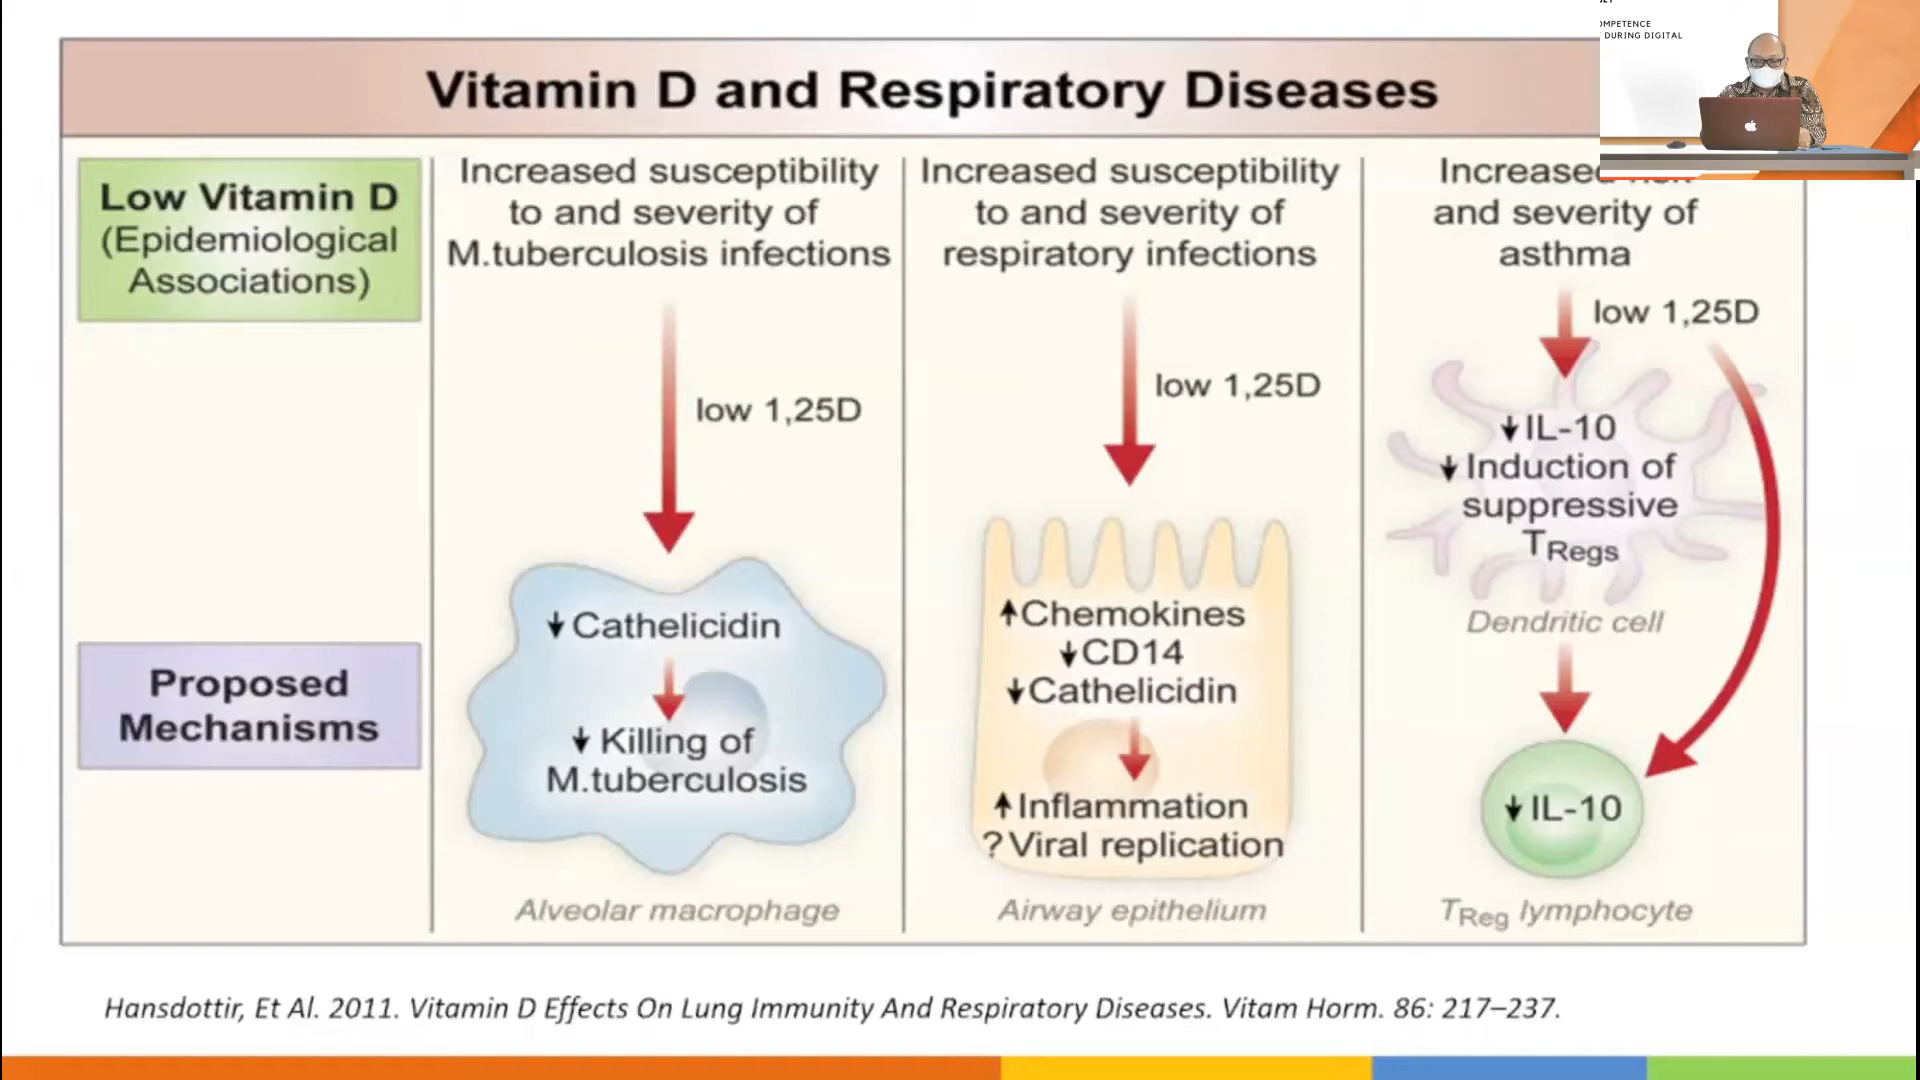 OMPETENCE
DURING DIGITAL
Vitamin D and Respiratory Diseases
Low Vitamin D
(Epidemiological
Associations)
Increased susceptibility
to and severity of
M.tuberculosis infections
low 1,25D
Increased susceptibility
to and severity of
respiratory infections
low 1,25D
Increased
and severity of
asthma
low 1,25D
Proposed
Mechanisms
↓Cathelicidin
↓ Killing of
M.tuberculosis
Alveolar macrophage
↑Chemokines
↓CD14
↓Cathelicidin
↑Inflammation
?Viral replication
Airway epithelium
↓IL-10
↓Induction of
suppressive
TRegs
Dendritic cell
↓IL-10
TReg lymphocyte
Hansdottir, Et Al. 2011. Vitamin D Effects On Lung Immunity And Respiratory Diseases. Vitam Horm. 86: 217–237.